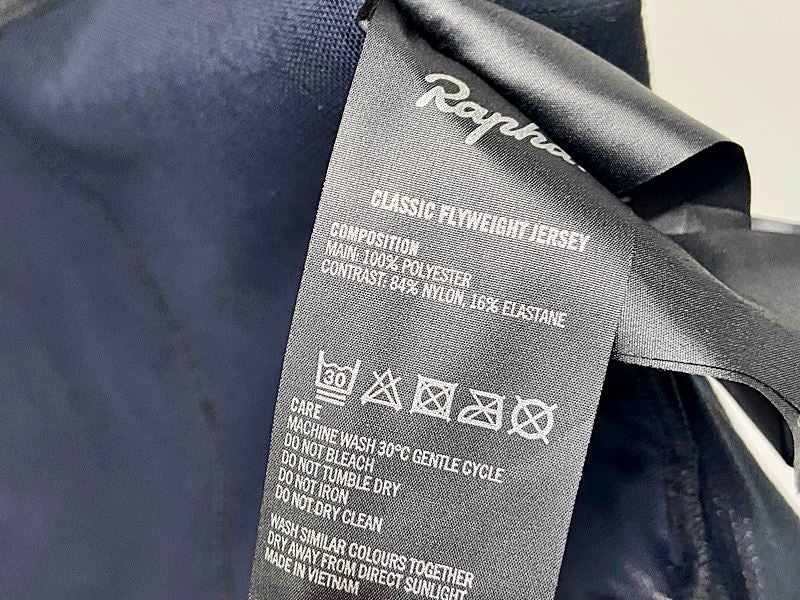 Rapha
CLASSIC FLYWEIGHT JERSEY
COMPOSITION
MAIN: 100% POLYESTER
CONTRAST: 84% NYLON, 16% ELASTANE
30
CARE
MACHINE WASH 30°C GENTLE CYCLE
DO NOT BLEACH
DO NOT TUMBLE DRY
DO NOT IRON
DO NOT DRY CLEAN
WASH SIMILAR COLOURS TOGETHER
DRY AWAY FROM DIRECT SUNLIGHT
MADE IN VIETNAM